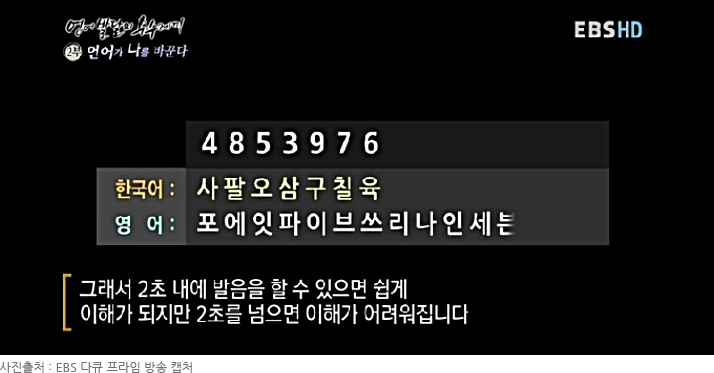 언어발달의 수수께끼
EBS HD
2부 언어가 나를 바꾼다
4 8 5 3 9 7 6
한국어 : 사 팔 오 삼 구 칠 육
영 어 : 포 에 잇 파 이 브 쓰 리 나 인 세 븐
그래서 2초 내에 발음을 할 수 있으면 쉽게
이해가 되지만 2초를 넘으면 이해가 어려워집니다
사진출처 : EBS 다큐 프라임 방송 캡처